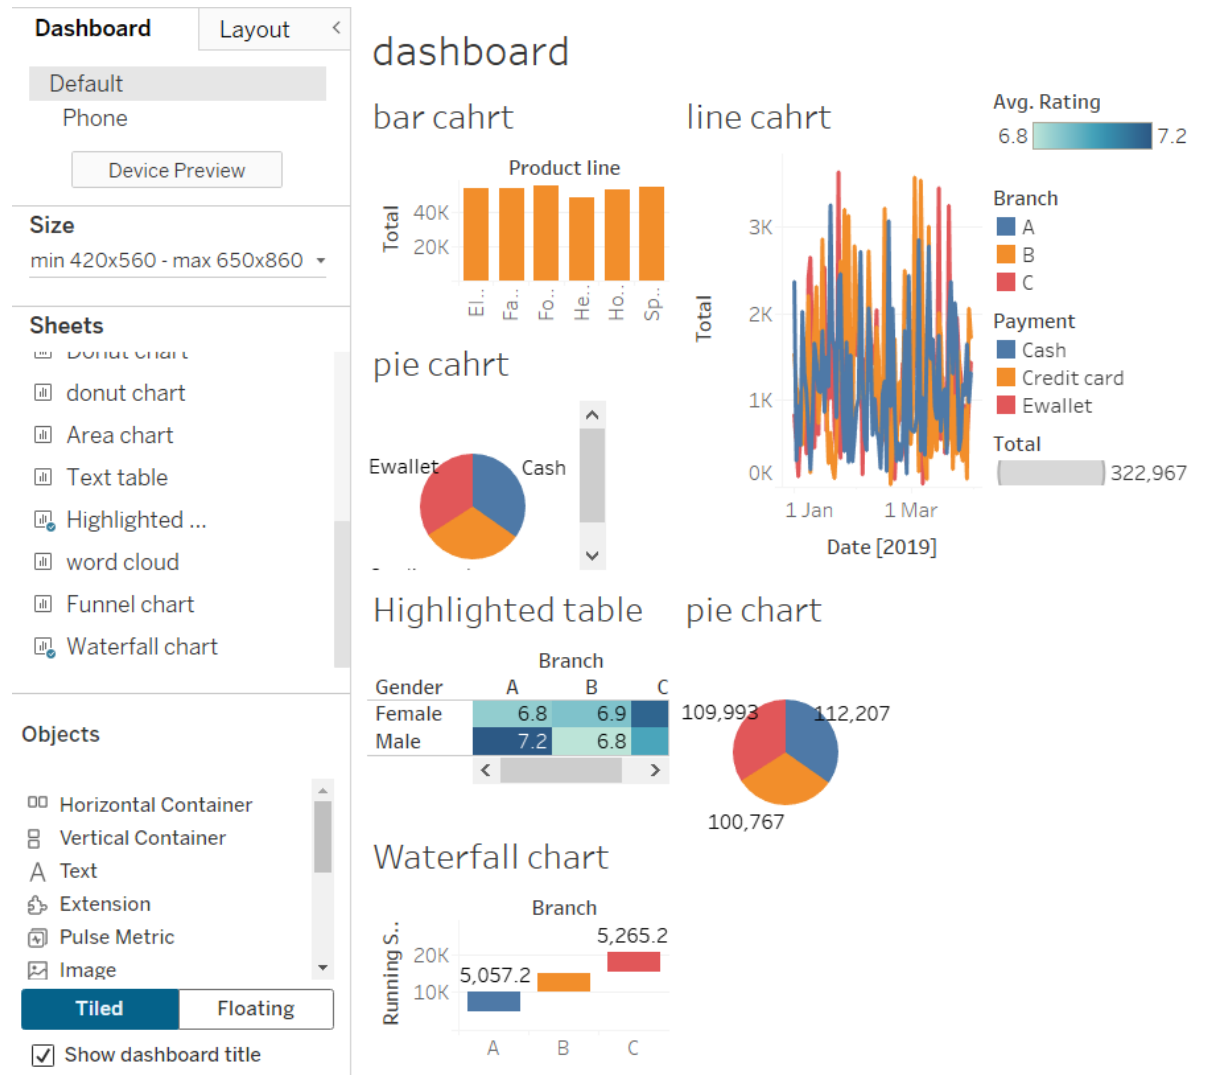 Dashboard
Layout
Default
Phone
Device Preview
Size
min 420x560 - max 650x860
Sheets
Donut chart
donut chart
Area chart
Text table
Highlighted ...
word cloud
Funnel chart
Waterfall chart
Objects
Horizontal Container
Vertical Container
Text
Extension
Pulse Metric
Image
Tiled
Floating
Show dashboard title
dashboard
bar cahrt
Product line
Total
40K
20K
El..
Fa..
Fo..
He..
Ho..
Sp..
line cahrt
Total
3K
2K
1K
0K
1 Jan
1 Mar
Date [2019]
Avg. Rating
6.8
7.2
Branch
A
B
C
Payment
Cash
Credit card
Ewallet
Total
322,967
pie cahrt
Ewallet
Cash
Highlighted table
Branch
Gender A B C
Female 6.8 6.9
Male 7.2 6.8
pie chart
109,993
112,207
100,767
Waterfall chart
Branch
Running S..
20K
10K
5,057.2
5,265.2
A
B
C